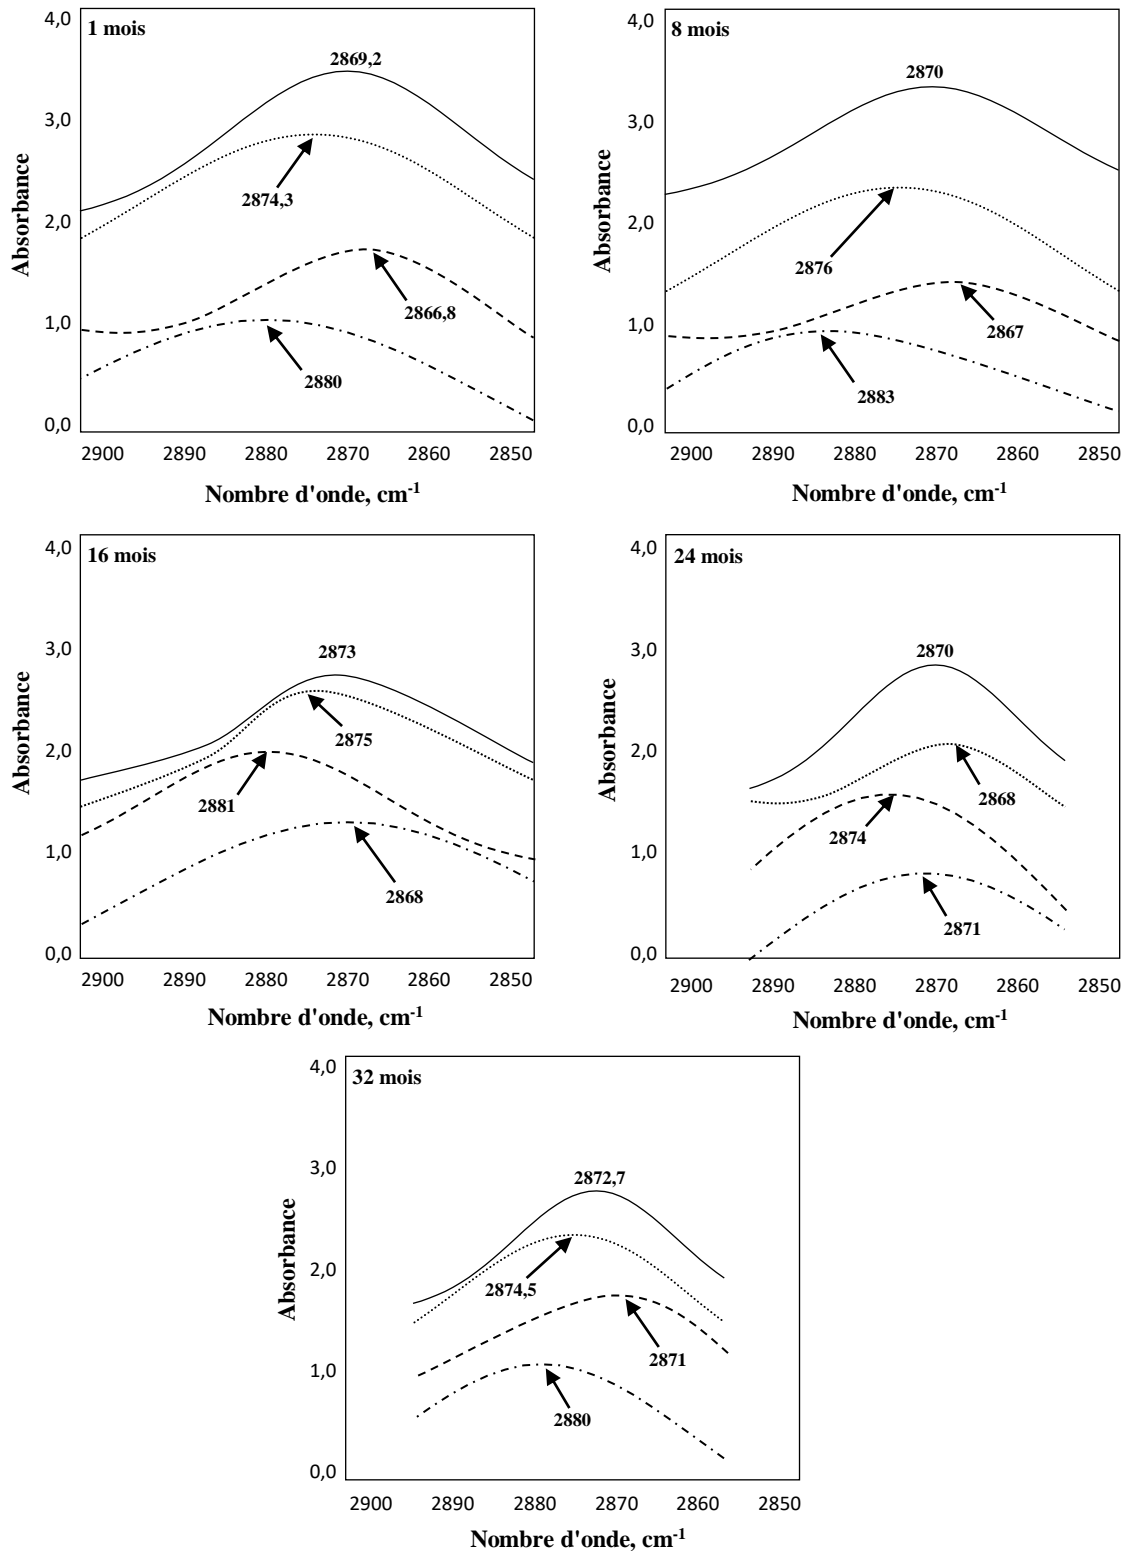 1 mois
4,0
3,0
2,0
1,0
0,0
Absorbance
2869,2
2874,3
2866,8
2880
2900 2890 2880 2870 2860 2850
Nombre d'onde, cm-1
8 mois
4,0
3,0
2,0
1,0
0,0
Absorbance
2870
2876
2867
2883
2900 2890 2880 2870 2860 2850
Nombre d'onde, cm-1
16 mois
4,0
3,0
2,0
1,0
0,0
Absorbance
2873
2875
2881
2868
2900 2890 2880 2870 2860 2850
Nombre d'onde, cm-1
24 mois
4,0
3,0
2,0
1,0
0,0
Absorbance
2870
2868
2874
2871
2900 2890 2880 2870 2860 2850
Nombre d'onde, cm-1
32 mois
4,0
3,0
2,0
1,0
0,0
Absorbance
2872,7
2874,5
2871
2880
2900 2890 2880 2870 2860 2850
Nombre d'onde, cm-1